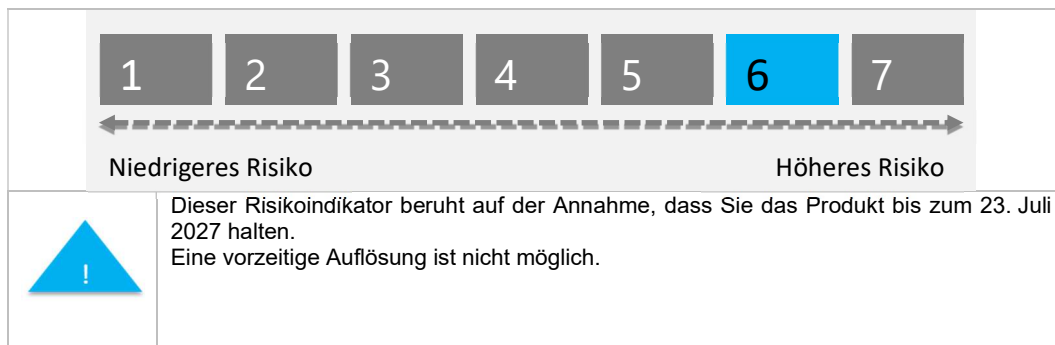 1 2 3 4 5 6 7
Niedrigeres Risiko Höheres Risiko
Dieser Risikoindikator beruht auf der Annahme, dass Sie das Produkt bis zum 23. Juli
2027 halten.
Eine vorzeitige Auflösung ist nicht möglich.
!